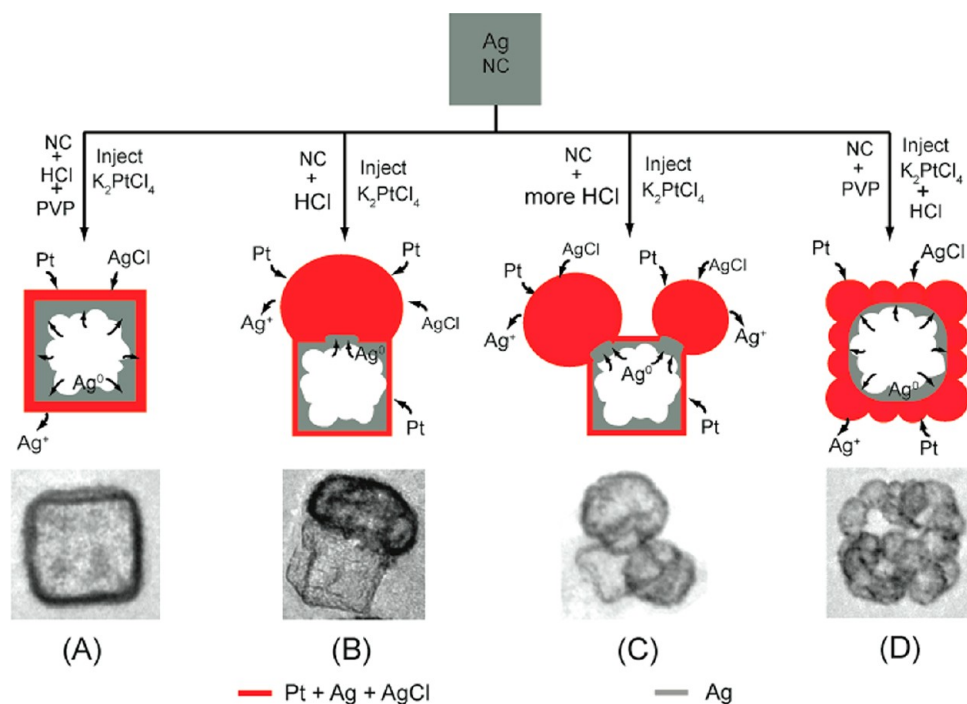 Ag
NC
NC
+
HCl
+
PVP
Inject
K₂PtCl₄
NC
+
HCl
Inject
K₂PtCl₄
NC
+
more HCl
Inject
K₂PtCl₄
NC
+
PVP
Inject
K₂PtCl₄
+
HCl
Pt
AgCl
Ag⁰
Ag⁺
Pt
Pt
Ag⁺
AgCl
Ag⁰
Pt
AgCl
Pt
Pt
AgCl
Ag⁺
Ag⁺
Ag⁰
Pt
Pt
AgCl
Ag⁰
Ag⁺
Pt
(A)
(B)
(C)
(D)
Pt + Ag + AgCl
Ag